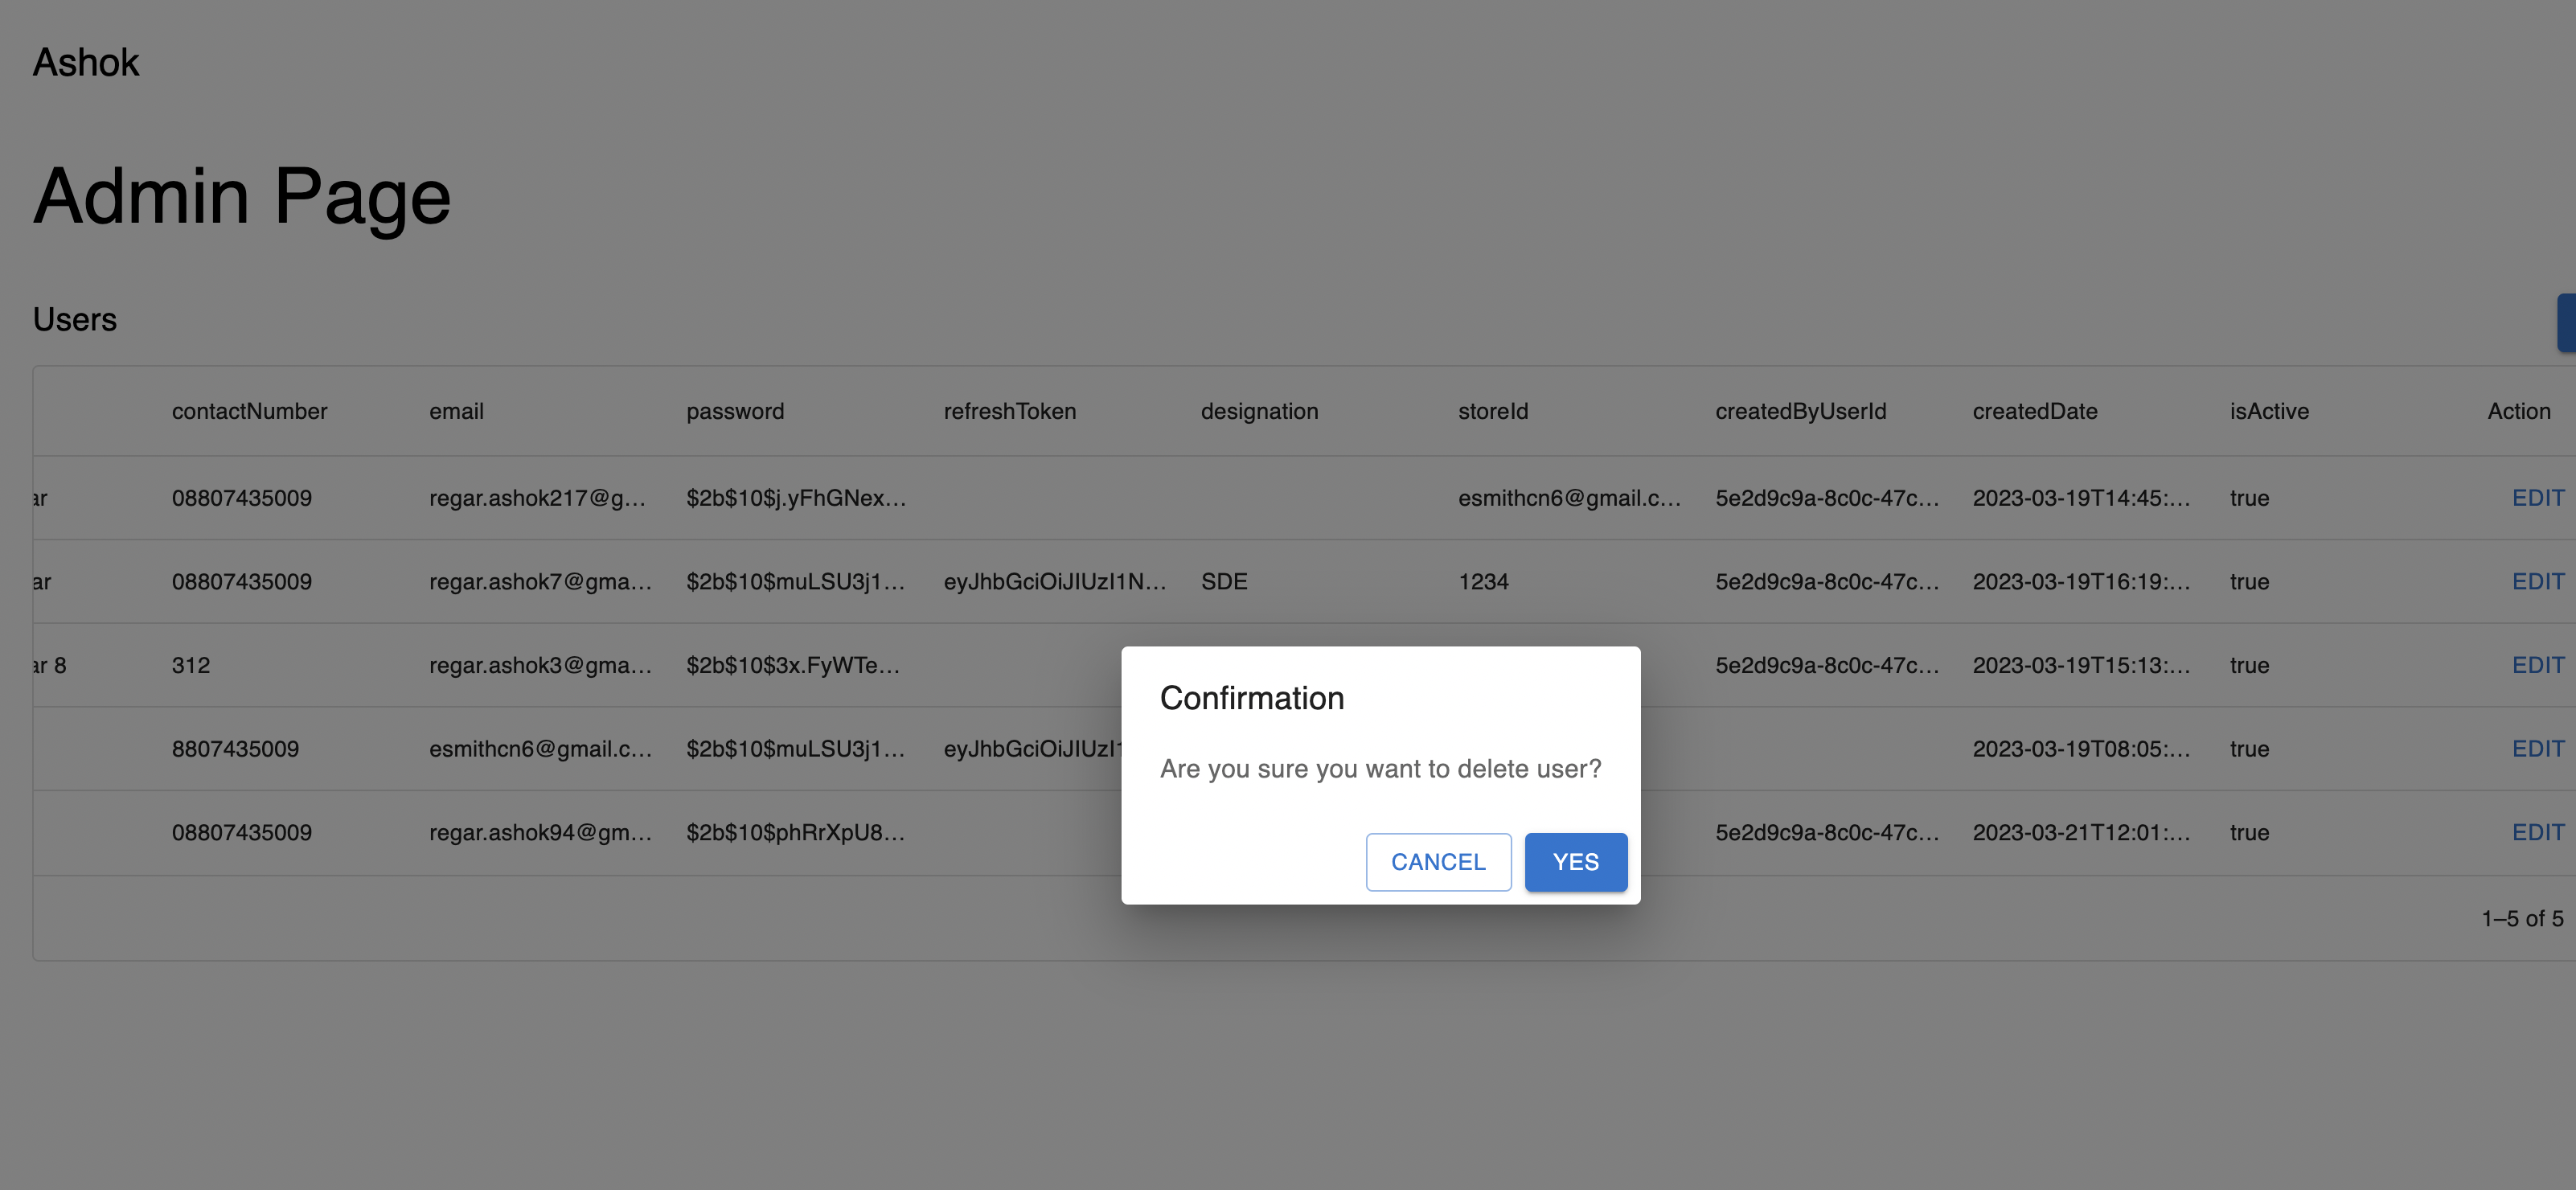 Ashok
Admin Page
Users
contactNumber email password refreshToken designation storeId createdByUserId createdDate isActive Action
ar 08807435009 regar.ashok217@g... $2b$10$j.yFhGNex... esmithcn6@gmail.c... 5e2d9c9a-8c0c-47c... 2023-03-19T14:45:... true EDIT
ar 08807435009 regar.ashok7@gma... $2b$10$muLSU3j1... eyJhbGciOiJIUzI1N... SDE 1234 5e2d9c9a-8c0c-47c... 2023-03-19T16:19:... true EDIT
ar 8 312 regar.ashok3@gma... $2b$10$3x.FyWTe... 5e2d9c9a-8c0c-47c... 2023-03-19T15:13:... true EDIT
8807435009 esmithcn6@gmail.c... $2b$10$muLSU3j1... eyJhbGciOiJIUzI1 2023-03-19T08:05:... true EDIT
08807435009 regar.ashok94@gm... $2b$10$phRrXpU8... 5e2d9c9a-8c0c-47c... 2023-03-21T12:01:... true EDIT
1–5 of 5
Confirmation
Are you sure you want to delete user?
CANCEL YES